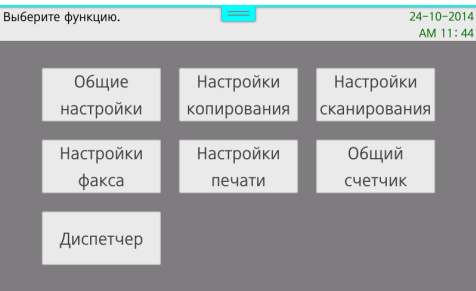 Выберите функцию.
24-10-2014
AM 11: 44
Общие
настройки
Настройки
копирования
Настройки
сканирования
Настройки
факса
Настройки
печати
Общий
счетчик
Диспетчер